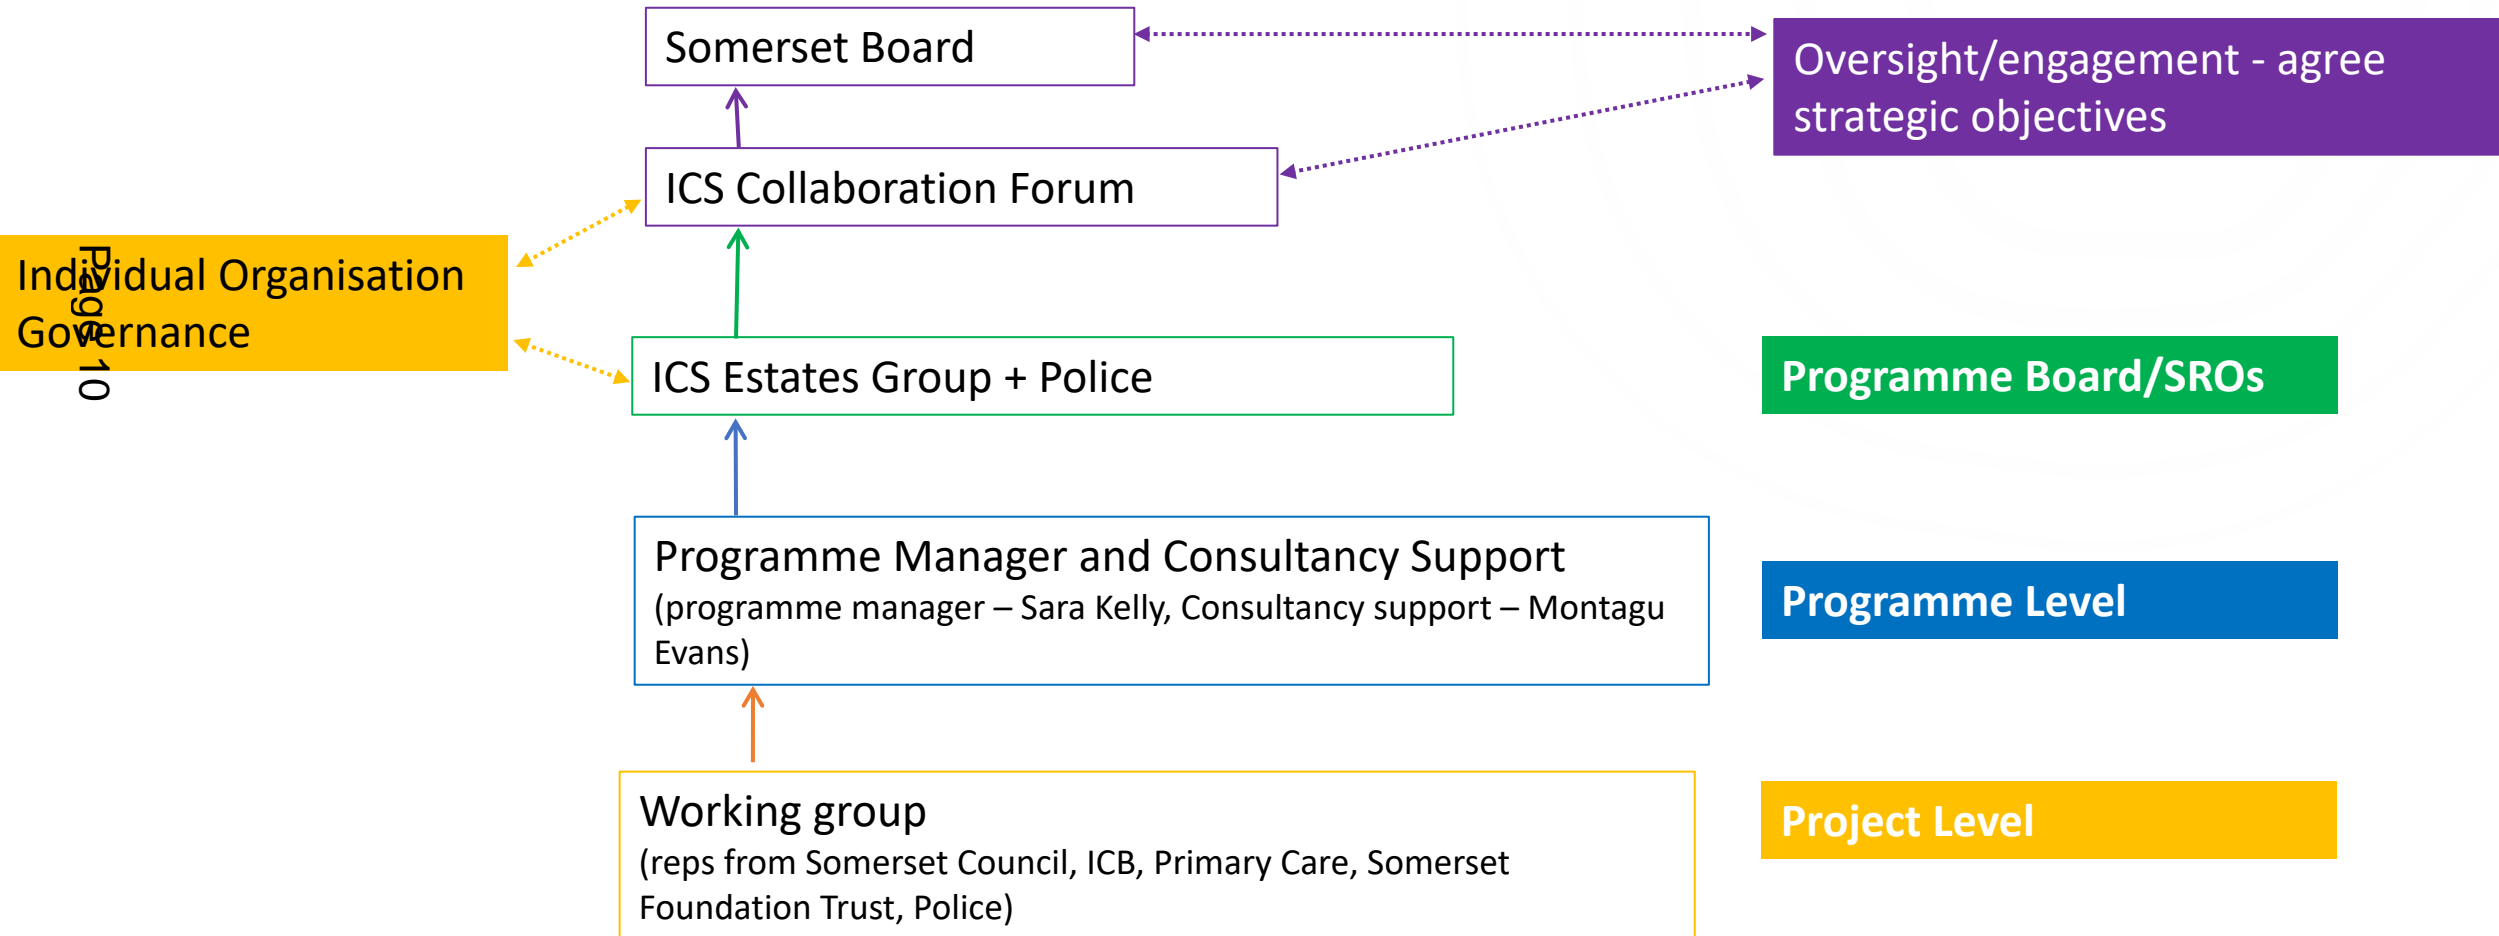 Somerset Board
Oversight/engagement - agree
strategic objectives
ICS Collaboration Forum
Individual Organisation
Governance
Page 10
ICS Estates Group + Police
Programme Board/SROs
Programme Manager and Consultancy Support
(programme manager – Sara Kelly, Consultancy support – Montagu
Evans)
Programme Level
Working group
(reps from Somerset Council, ICB, Primary Care, Somerset
Foundation Trust, Police)
Project Level